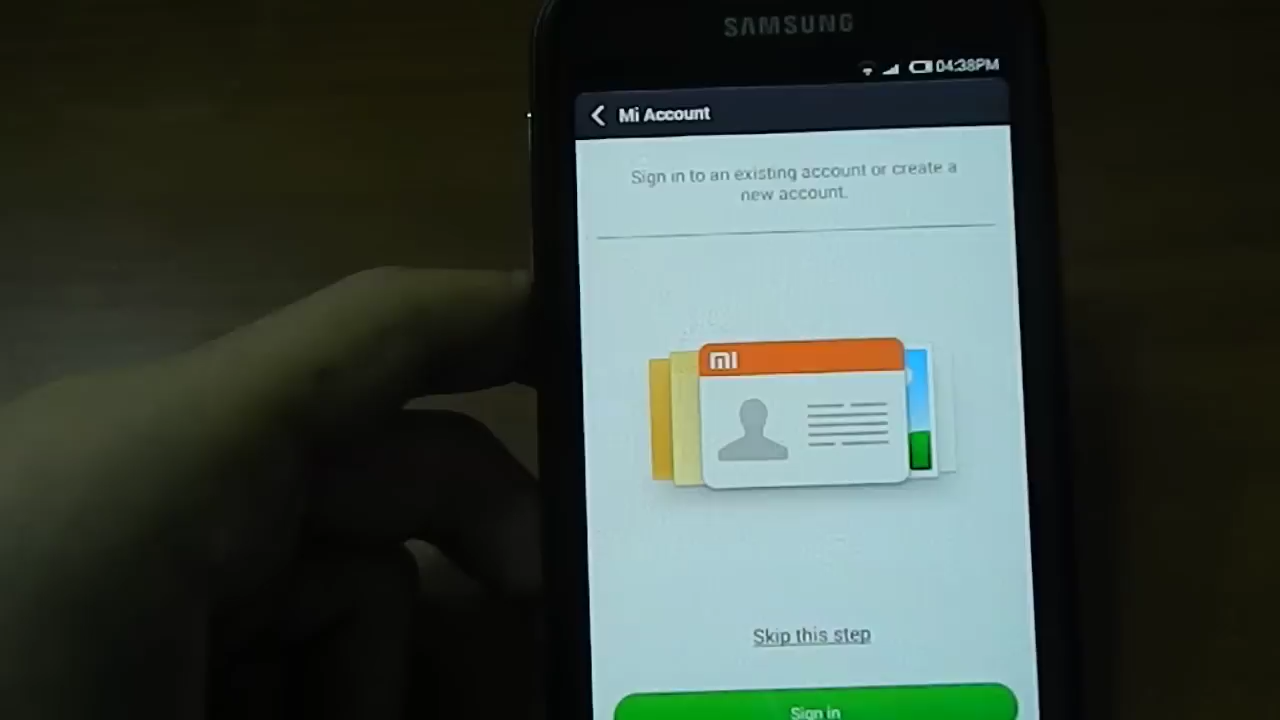 SAMSUNG
04:38PM
Mi Account
Sign in to an existing account or create a
new account.
MI
Skip this step
Sign in